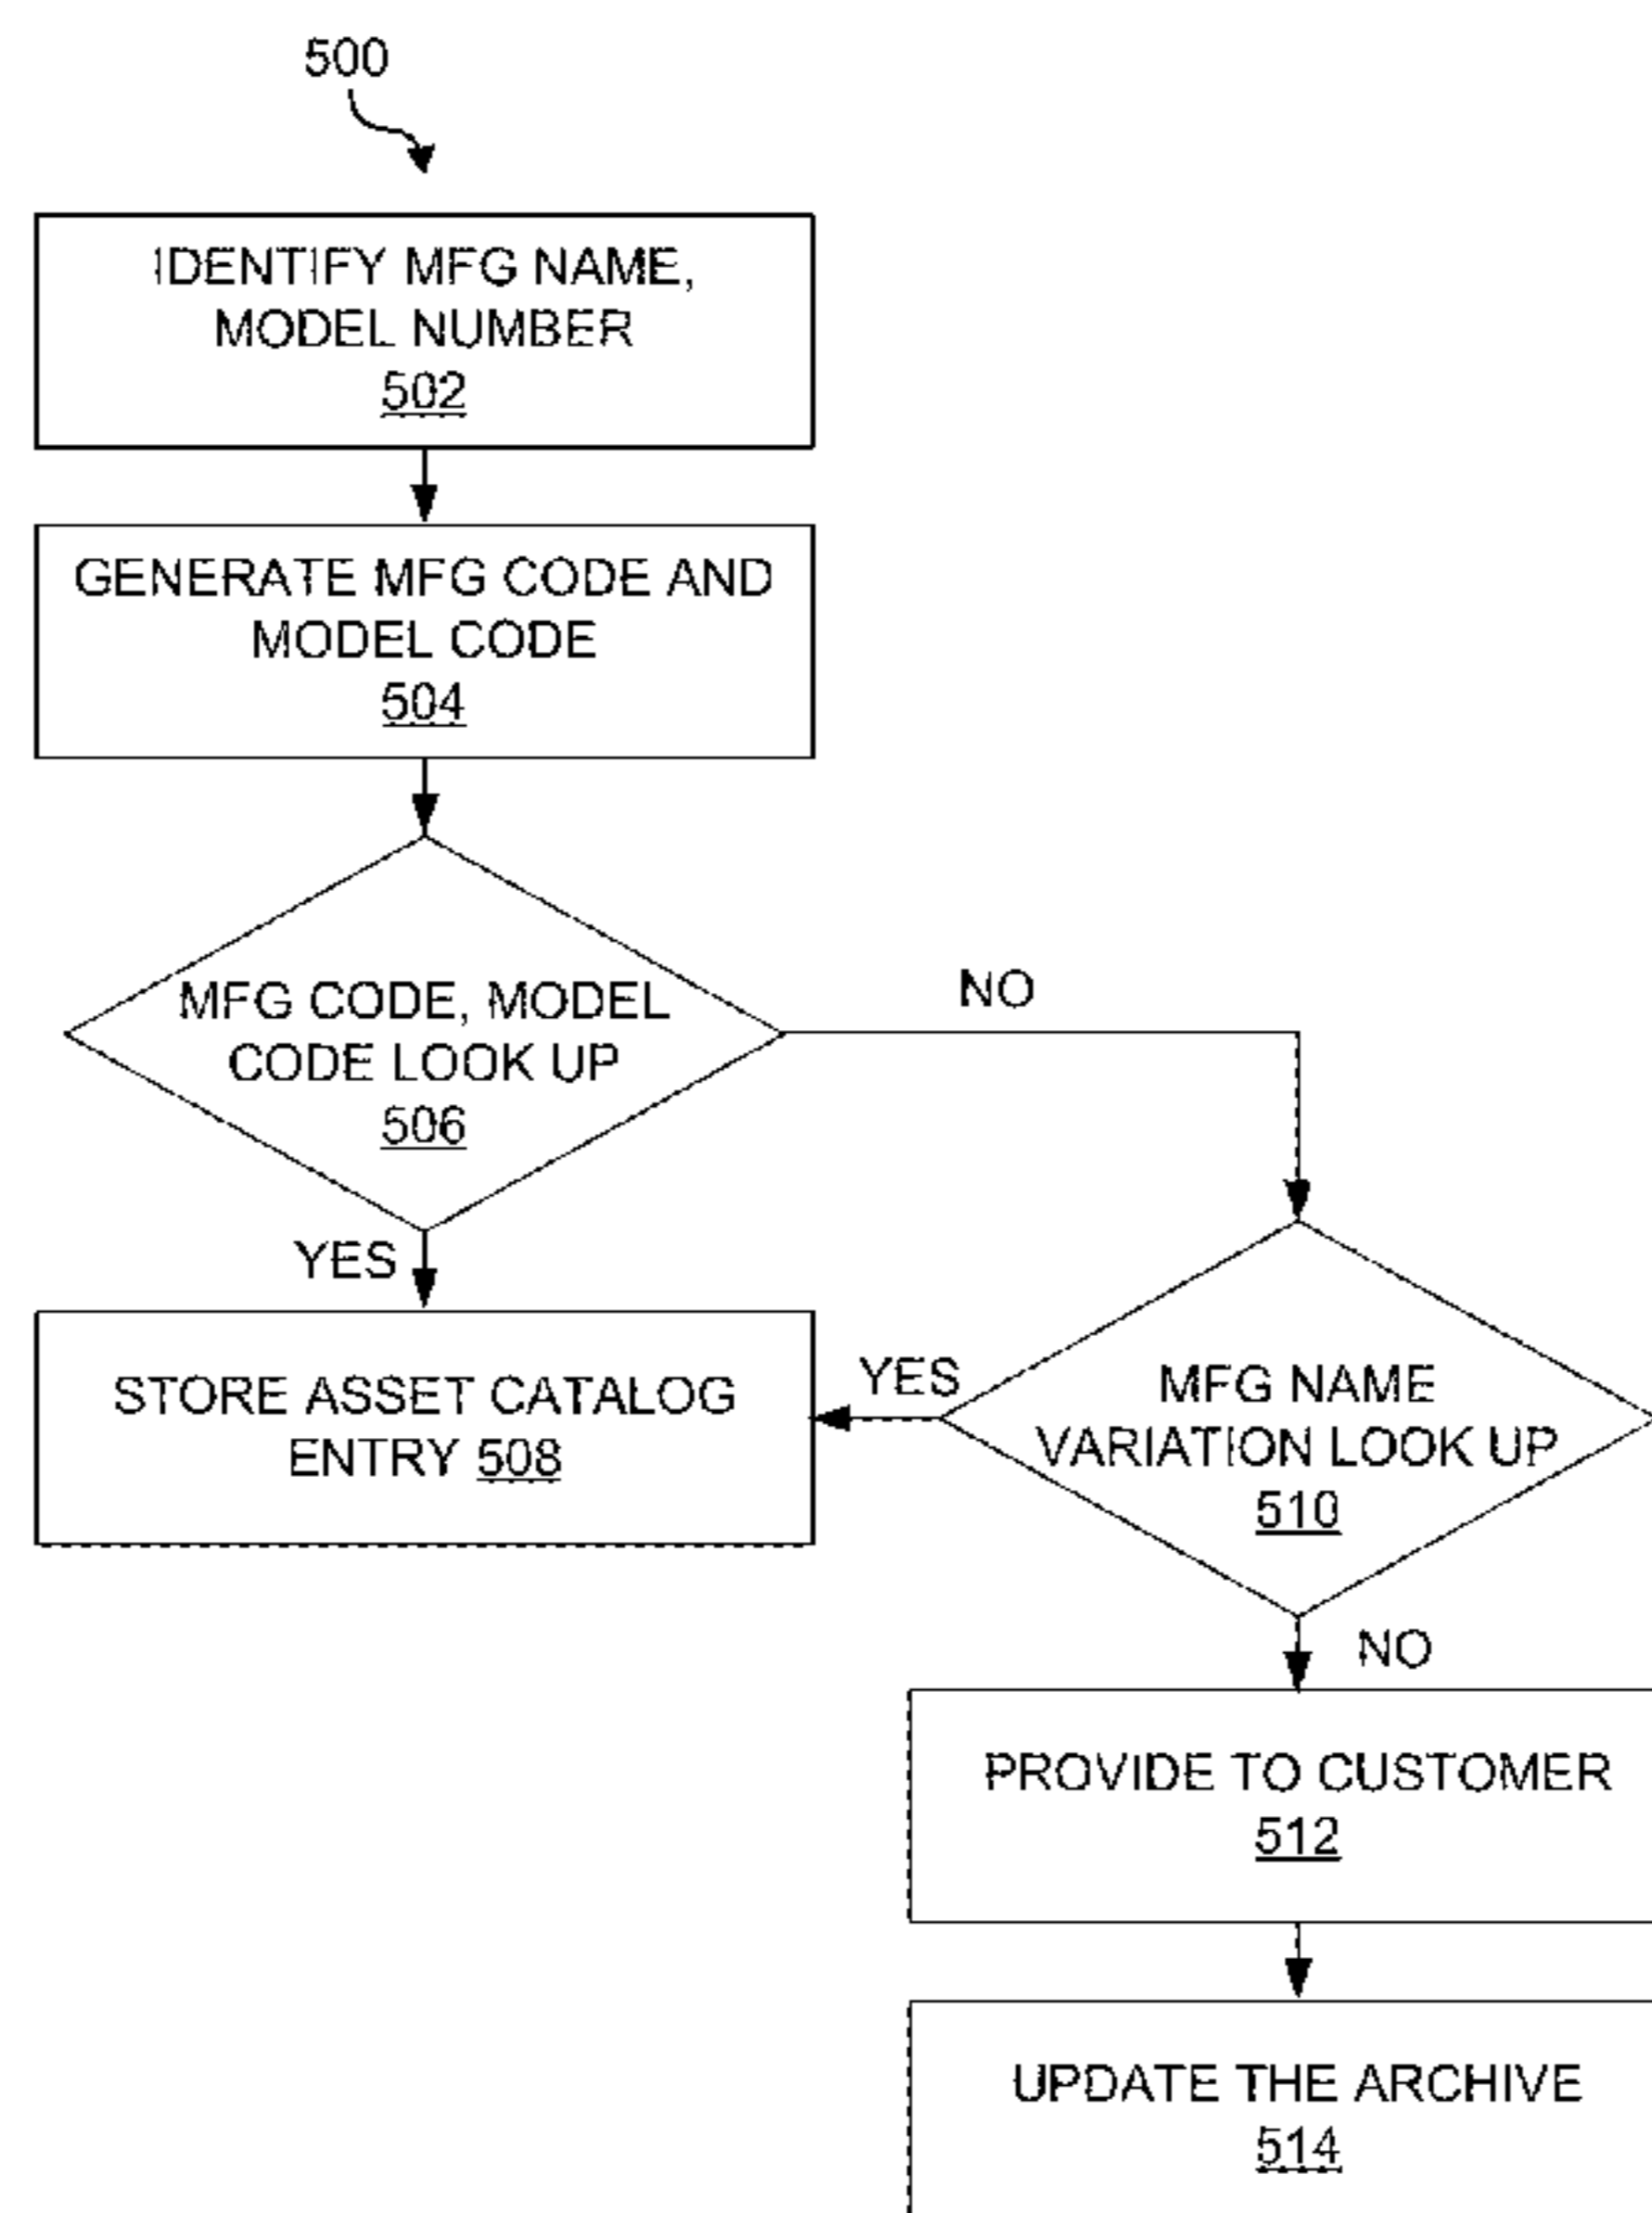 500
IDENTIFY MFG NAME,
MODEL NUMBER
502
GENERATE MFG CODE AND
MODEL CODE
504
MFG CODE, MODEL
CODE LOOK UP
506
NO
YES
STORE ASSET CATALOG
ENTRY 508
YES
MFG NAME
VARIATION LOOK UP
510
NO
PROVIDE TO CUSTOMER
512
UPDATE THE ARCHIVE
514